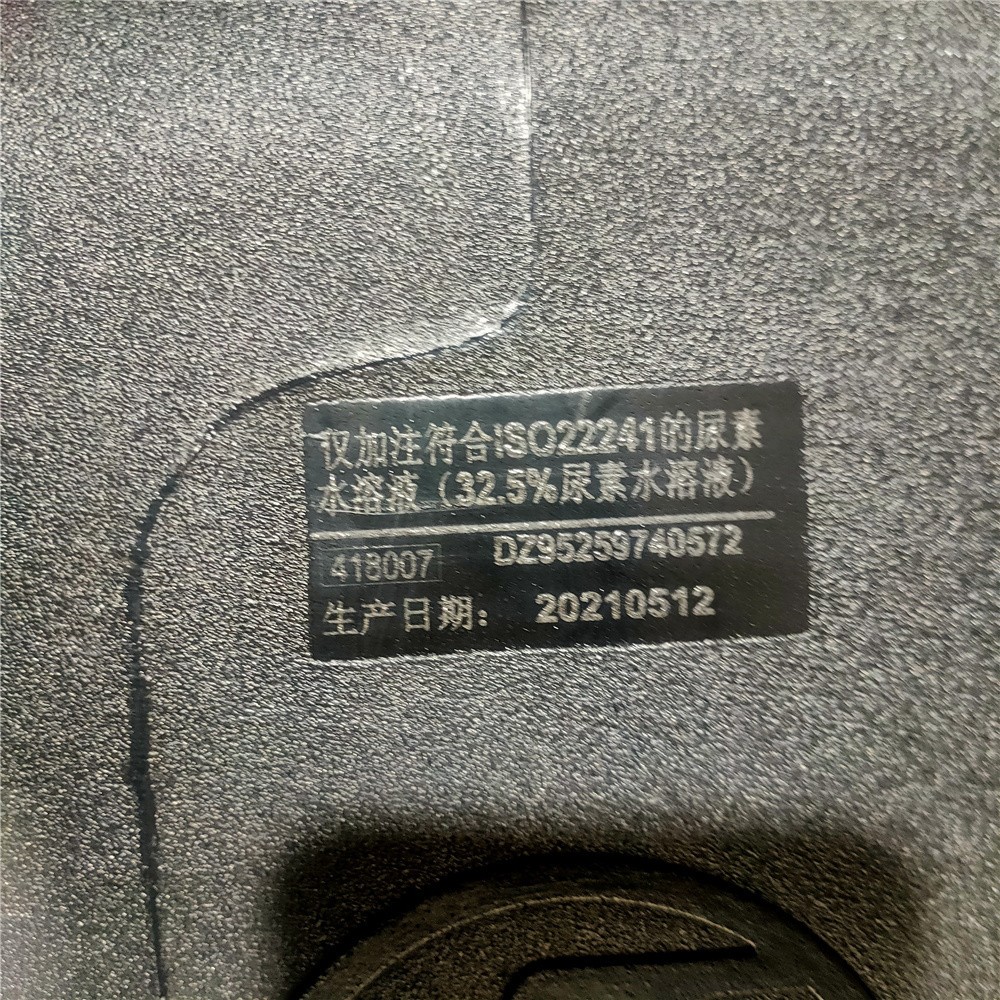 仅加注符合ISO22241的尿素
水溶液（32.5%尿素水溶液）
418007 DZ95259740572
生产日期： 20210512